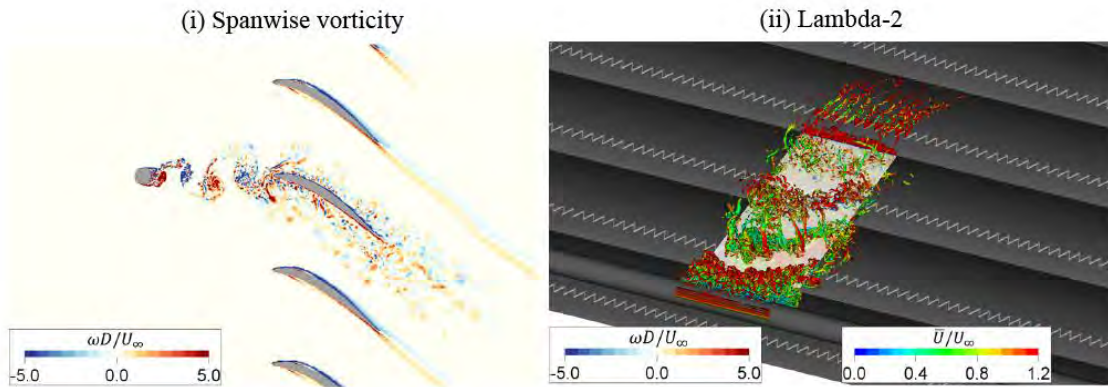 (i) Spanwise vorticity
(ii) Lambda-2
ωD/U∞
-5.0 0.0 5.0
ωD/U∞
-5.0 0.0 5.0
U̅/U∞
0.0 0.4 0.8 1.2